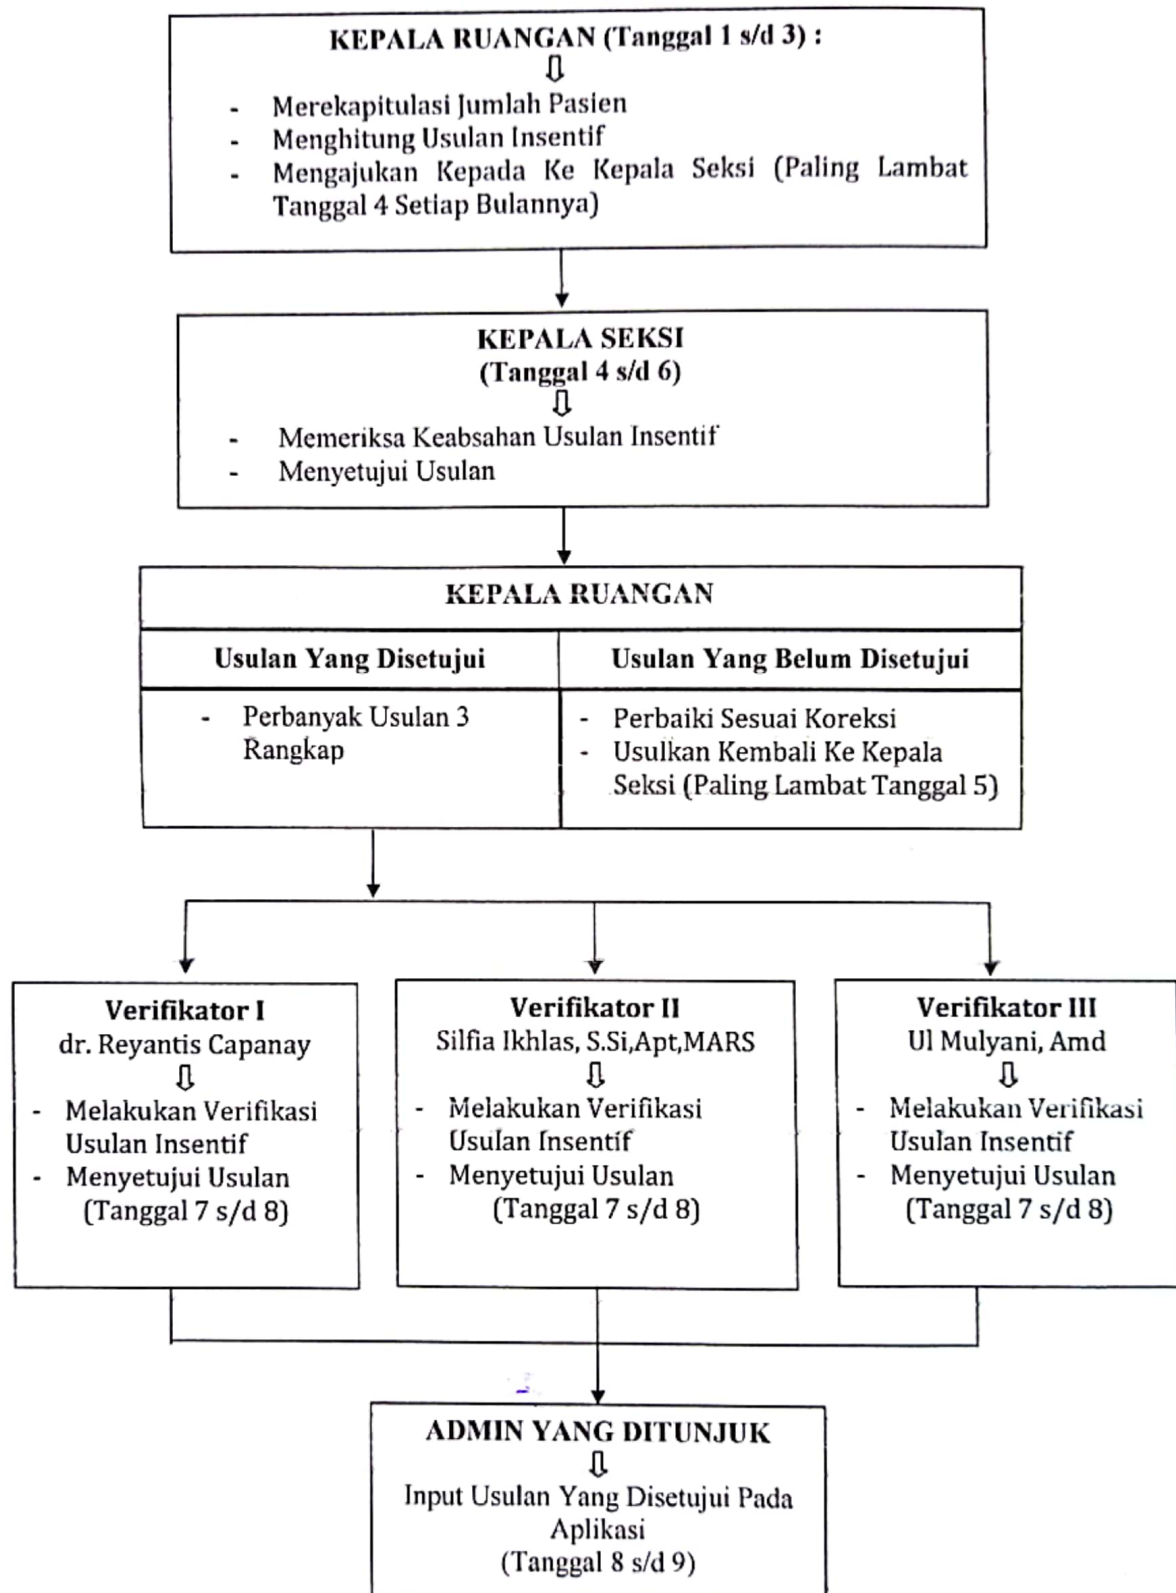 KEPALA RUANGAN (Tanggal 1 s/d 3) :
- Merekapitulasi Jumlah Pasien
- Menghitung Usulan Insentif
- Mengajukan Kepada Ke Kepala Seksi (Paling Lambat
Tanggal 4 Setiap Bulannya)
KEPALA SEKSI
(Tanggal 4 s/d 6)
- Memeriksa Keabsahan Usulan Insentif
- Menyetujui Usulan
KEPALA RUANGAN
Usulan Yang Disetujui
- Perbanyak Usulan 3
Rangkap
Usulan Yang Belum Disetujui
- Perbaiki Sesuai Koreksi
- Usulkan Kembali Ke Kepala
Seksi (Paling Lambat Tanggal 5)
Verifikator I
dr. Reyantis Capanay
- Melakukan Verifikasi
Usulan Insentif
- Menyetujui Usulan
(Tanggal 7 s/d 8)
Verifikator II
Silfia Ikhlas, S.Si,Apt,MARS
- Melakukan Verifikasi
Usulan Insentif
- Menyetujui Usulan
(Tanggal 7 s/d 8)
Verifikator III
Ul Mulyani, Amd
- Melakukan Verifikasi
Usulan Insentif
- Menyetujui Usulan
(Tanggal 7 s/d 8)
ADMIN YANG DITUNJUK
Input Usulan Yang Disetujui Pada
Aplikasi
(Tanggal 8 s/d 9)